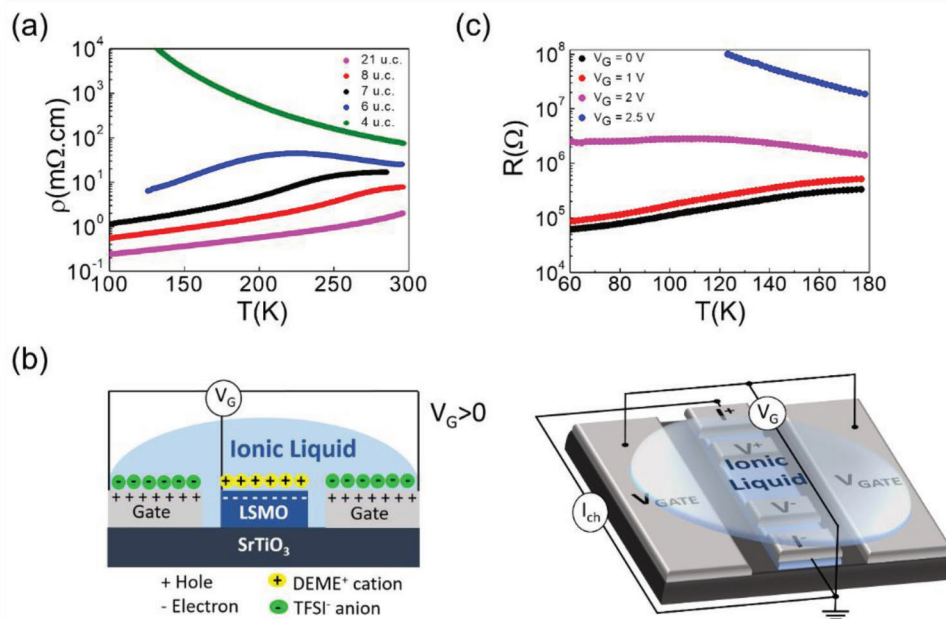 (a)
10⁴
10³
10²
10¹
10⁰
10⁻¹
ρ(mΩ.cm)
21 u.c.
8 u.c.
7 u.c.
6 u.c.
4 u.c.
100 150 200 250 300
T(K)
(c)
10⁸
10⁷
10⁶
10⁵
10⁴
R(Ω)
V_G = 0 V
V_G = 1 V
V_G = 2 V
V_G = 2.5 V
60 80 100 120 140 160 180
T(K)
(b)
V_G
V_G>0
Ionic Liquid
- - - - - -
+ + + + + +
- - - - - -
+ + + + + +
- - - - - - -
+ + + + + +
Gate
LSMO
Gate
SrTiO₃
+ Hole
+ DEME⁺ cation
- Electron
- TFSI⁻ anion
I⁺
V_G
V⁺
Ionic
Liquid
V GATE
V GATE
V⁻
I_ch
I⁻